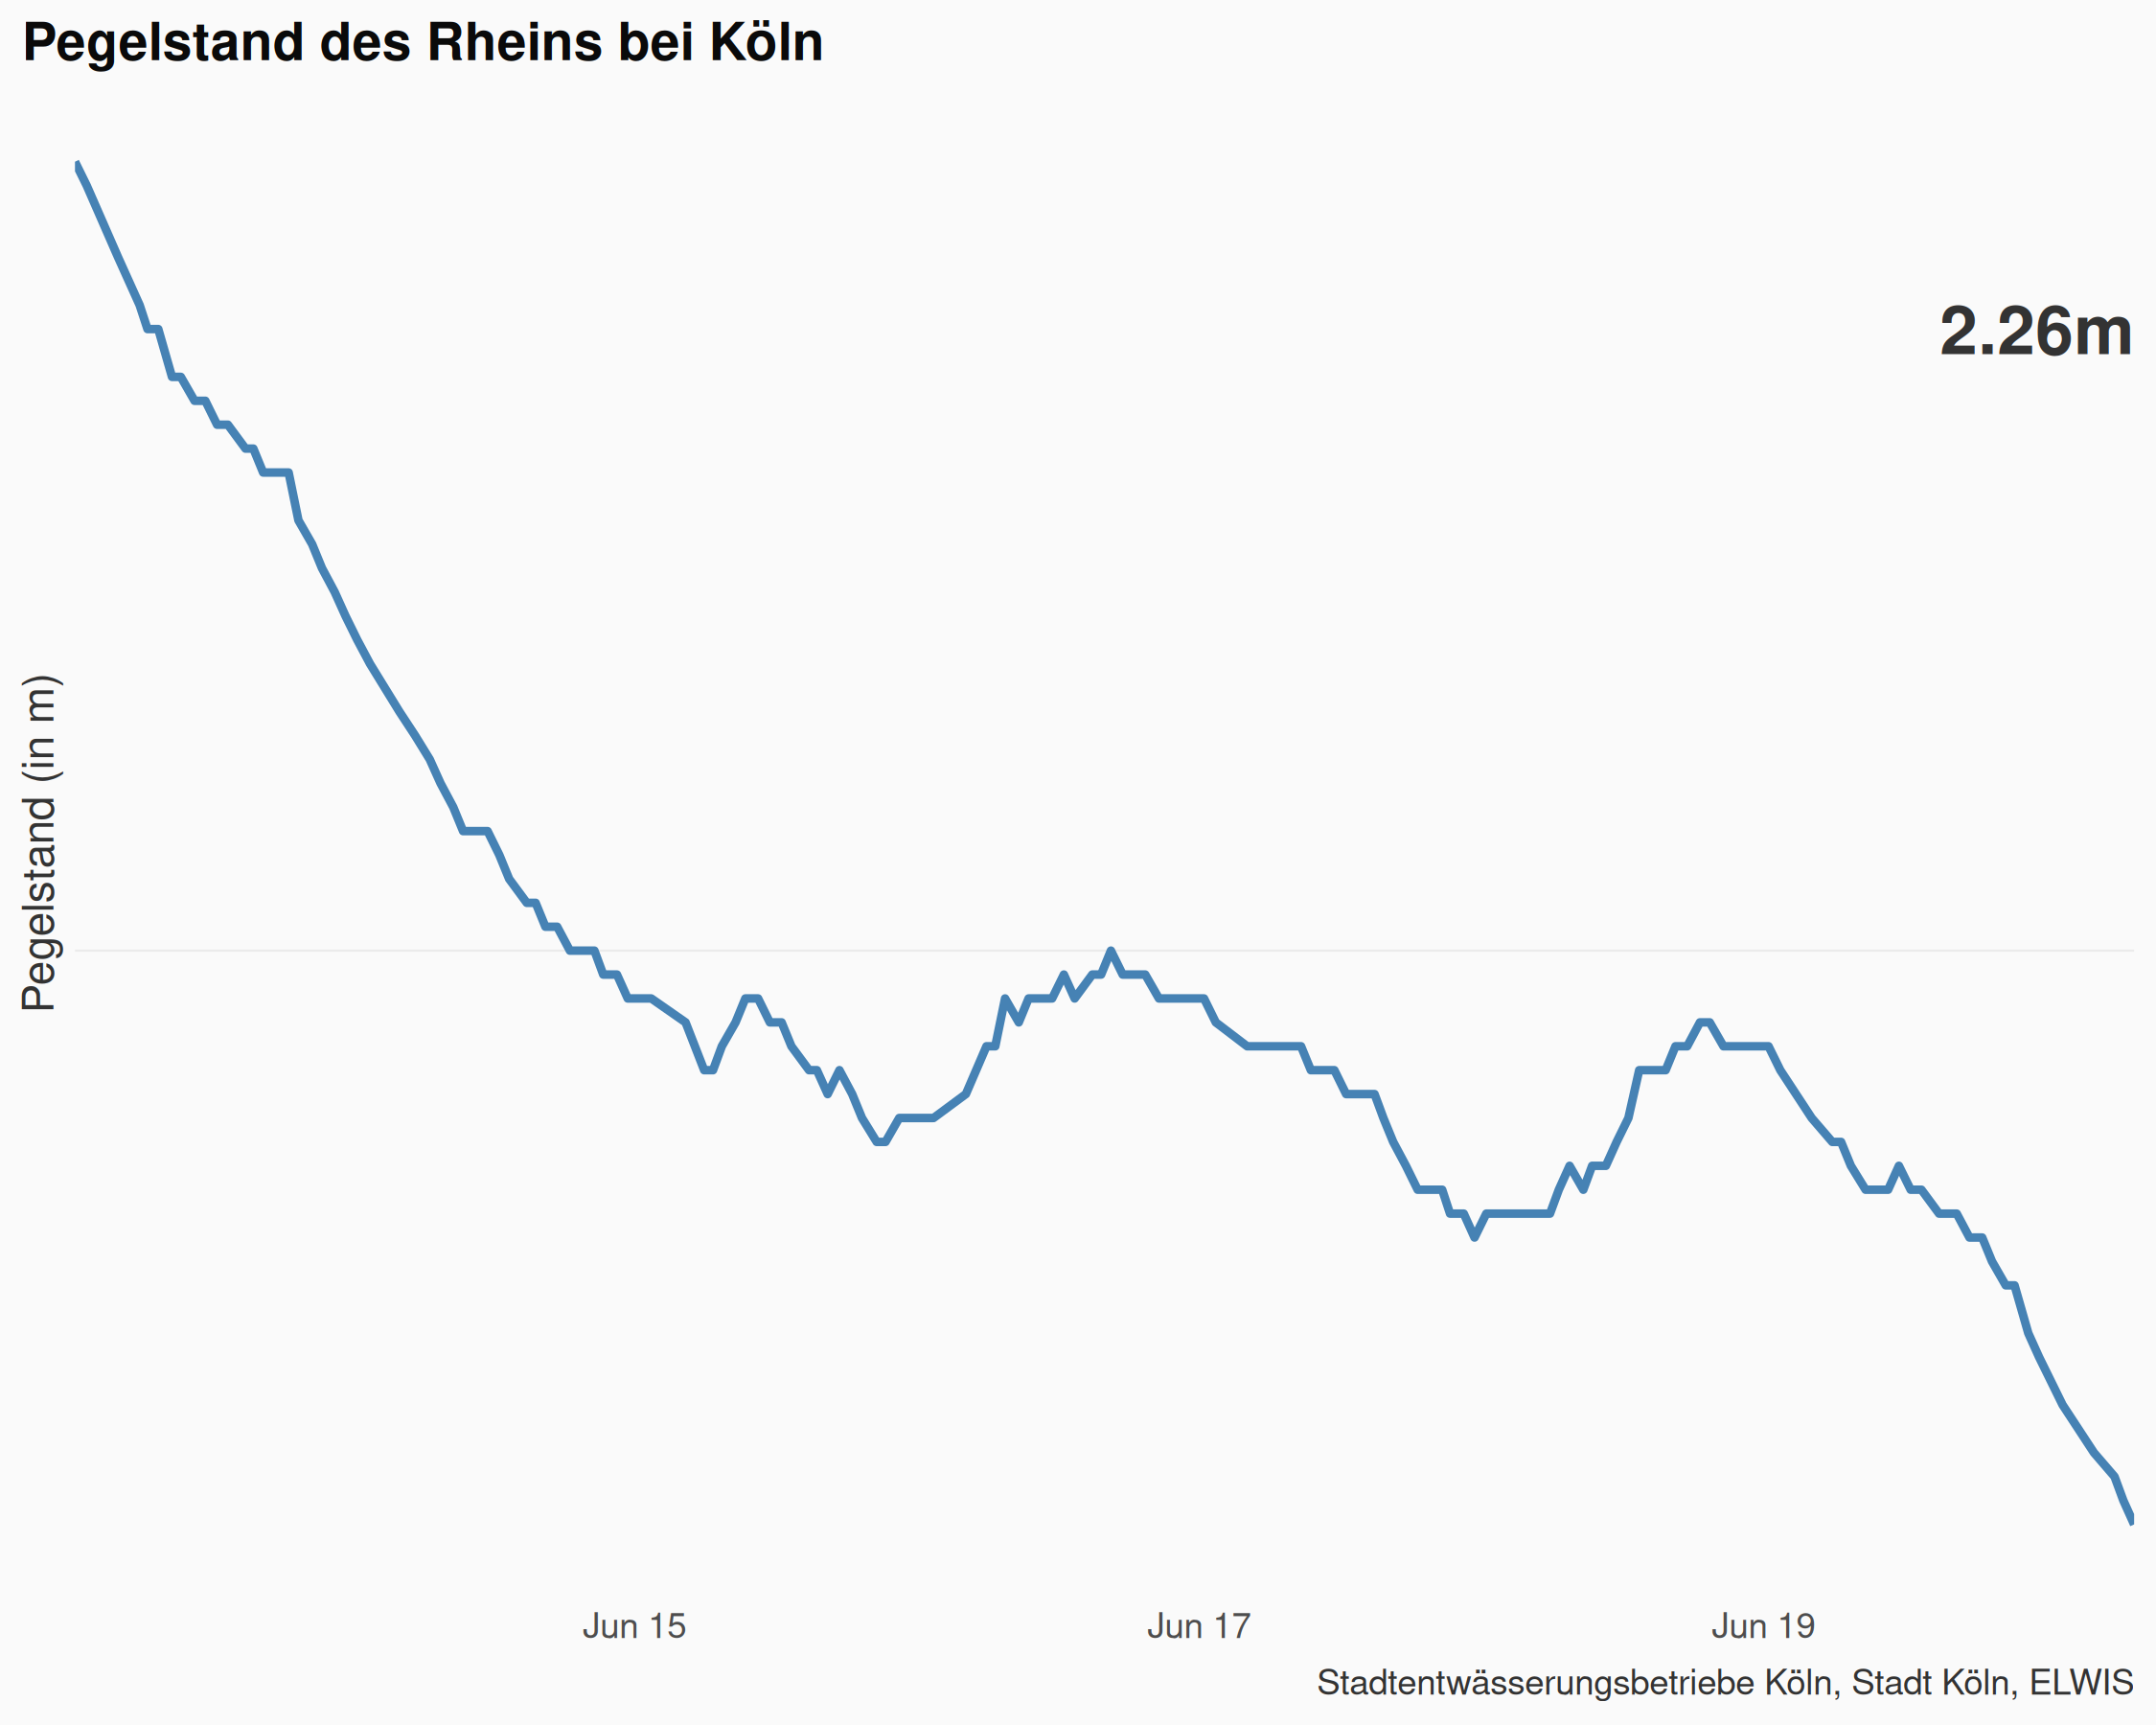 Pegelstand des Rheins bei Köln
2.26m
Pegelstand (in m)
Jun 15
Jun 17
Jun 19
Stadtentwässerungsbetriebe Köln, Stadt Köln, ELWIS